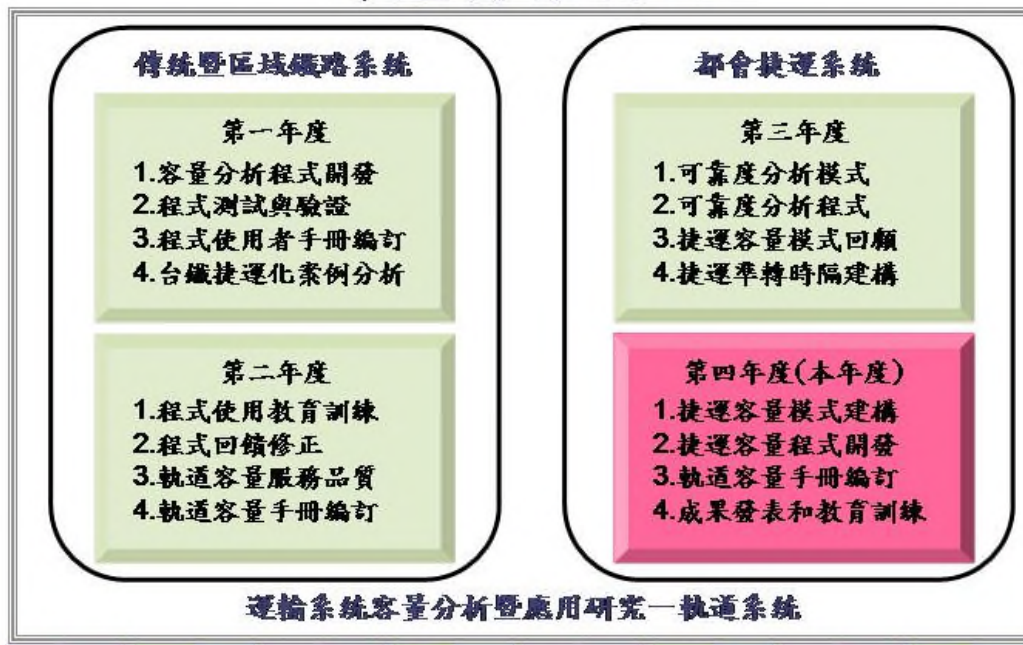 傳統暨區域鐵路系統
第一年度
1.容量分析程式開發
2.程式測試與驗證
3.程式使用者手冊編訂
4.台鐵捷運化案例分析
第二年度
1.程式使用教育訓練
2.程式回饋修正
3.軌道容量服務品質
4.軌道容量手冊編訂
都會捷運系統
第三年度
1.可靠度分析模式
2.可靠度分析程式
3.捷運容量模式回顧
4.捷運準轉時隔建構
第四年度(本年度)
1.捷運容量模式建構
2.捷運容量程式開發
3.軌道容量手冊編訂
4.成果發表和教育訓練
運輸系統容量分析暨應用研究—軌道系統